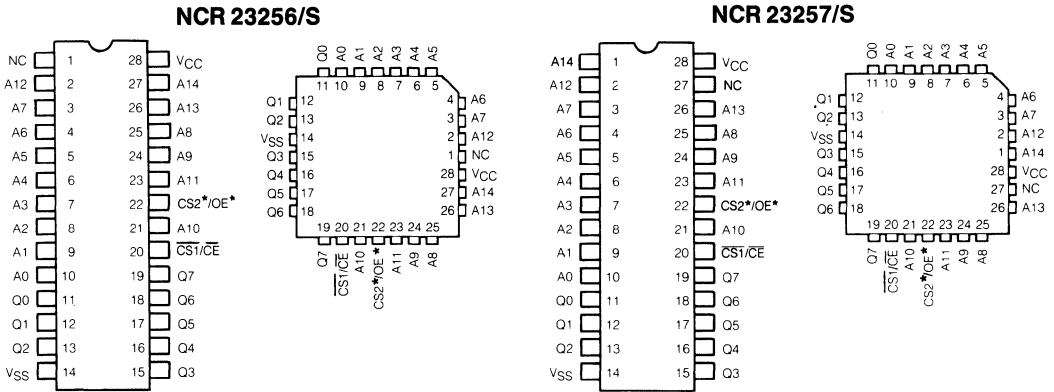 NCR 23256/S
NC 1 28 VCC
A12 2 27 A14
A7 3 26 A13
A6 4 25 A8
A5 5 24 A9
A4 6 23 A11
A3 7 22 CS2*/OE*
A2 8 21 A10
A1 9 20 CS1/CE
A0 10 19 Q7
Q0 11 18 Q6
Q1 12 17 Q5
Q2 13 16 Q4
VSS 14 15 Q3
Q0 A0 A1 A2 A3 A4 A5
11 10 9 8 7 6 5
Q1 12 4 A6
Q2 13 3 A7
VSS 14 2 A12
Q3 15 1 NC
Q4 16 28 VCC
Q5 17 27 A14
Q6 18 26 A13
19 20 21 22 23 24 25
Q7 CS1/CE A10 CS2*/OE* A11 A9 A8
NCR 23257/S
A14 1 28 VCC
A12 2 27 NC
A7 3 26 A13
A6 4 25 A8
A5 5 24 A9
A4 6 23 A11
A3 7 22 CS2*/OE*
A2 8 21 A10
A1 9 20 CS1/CE
A0 10 19 Q7
Q0 11 18 Q6
Q1 12 17 Q5
Q2 13 16 Q4
VSS 14 15 Q3
Q0 A0 A1 A2 A3 A4 A5
11 10 9 8 7 6 5
Q1 12 4 A6
Q2 13 3 A7
VSS 14 2 A12
Q3 15 1 A14
Q4 16 28 VCC
Q5 17 27 NC
Q6 18 26 A13
19 20 21 22 23 24 25
Q7 CS1/CE A10 CS2*/OE* A11 A9 A8